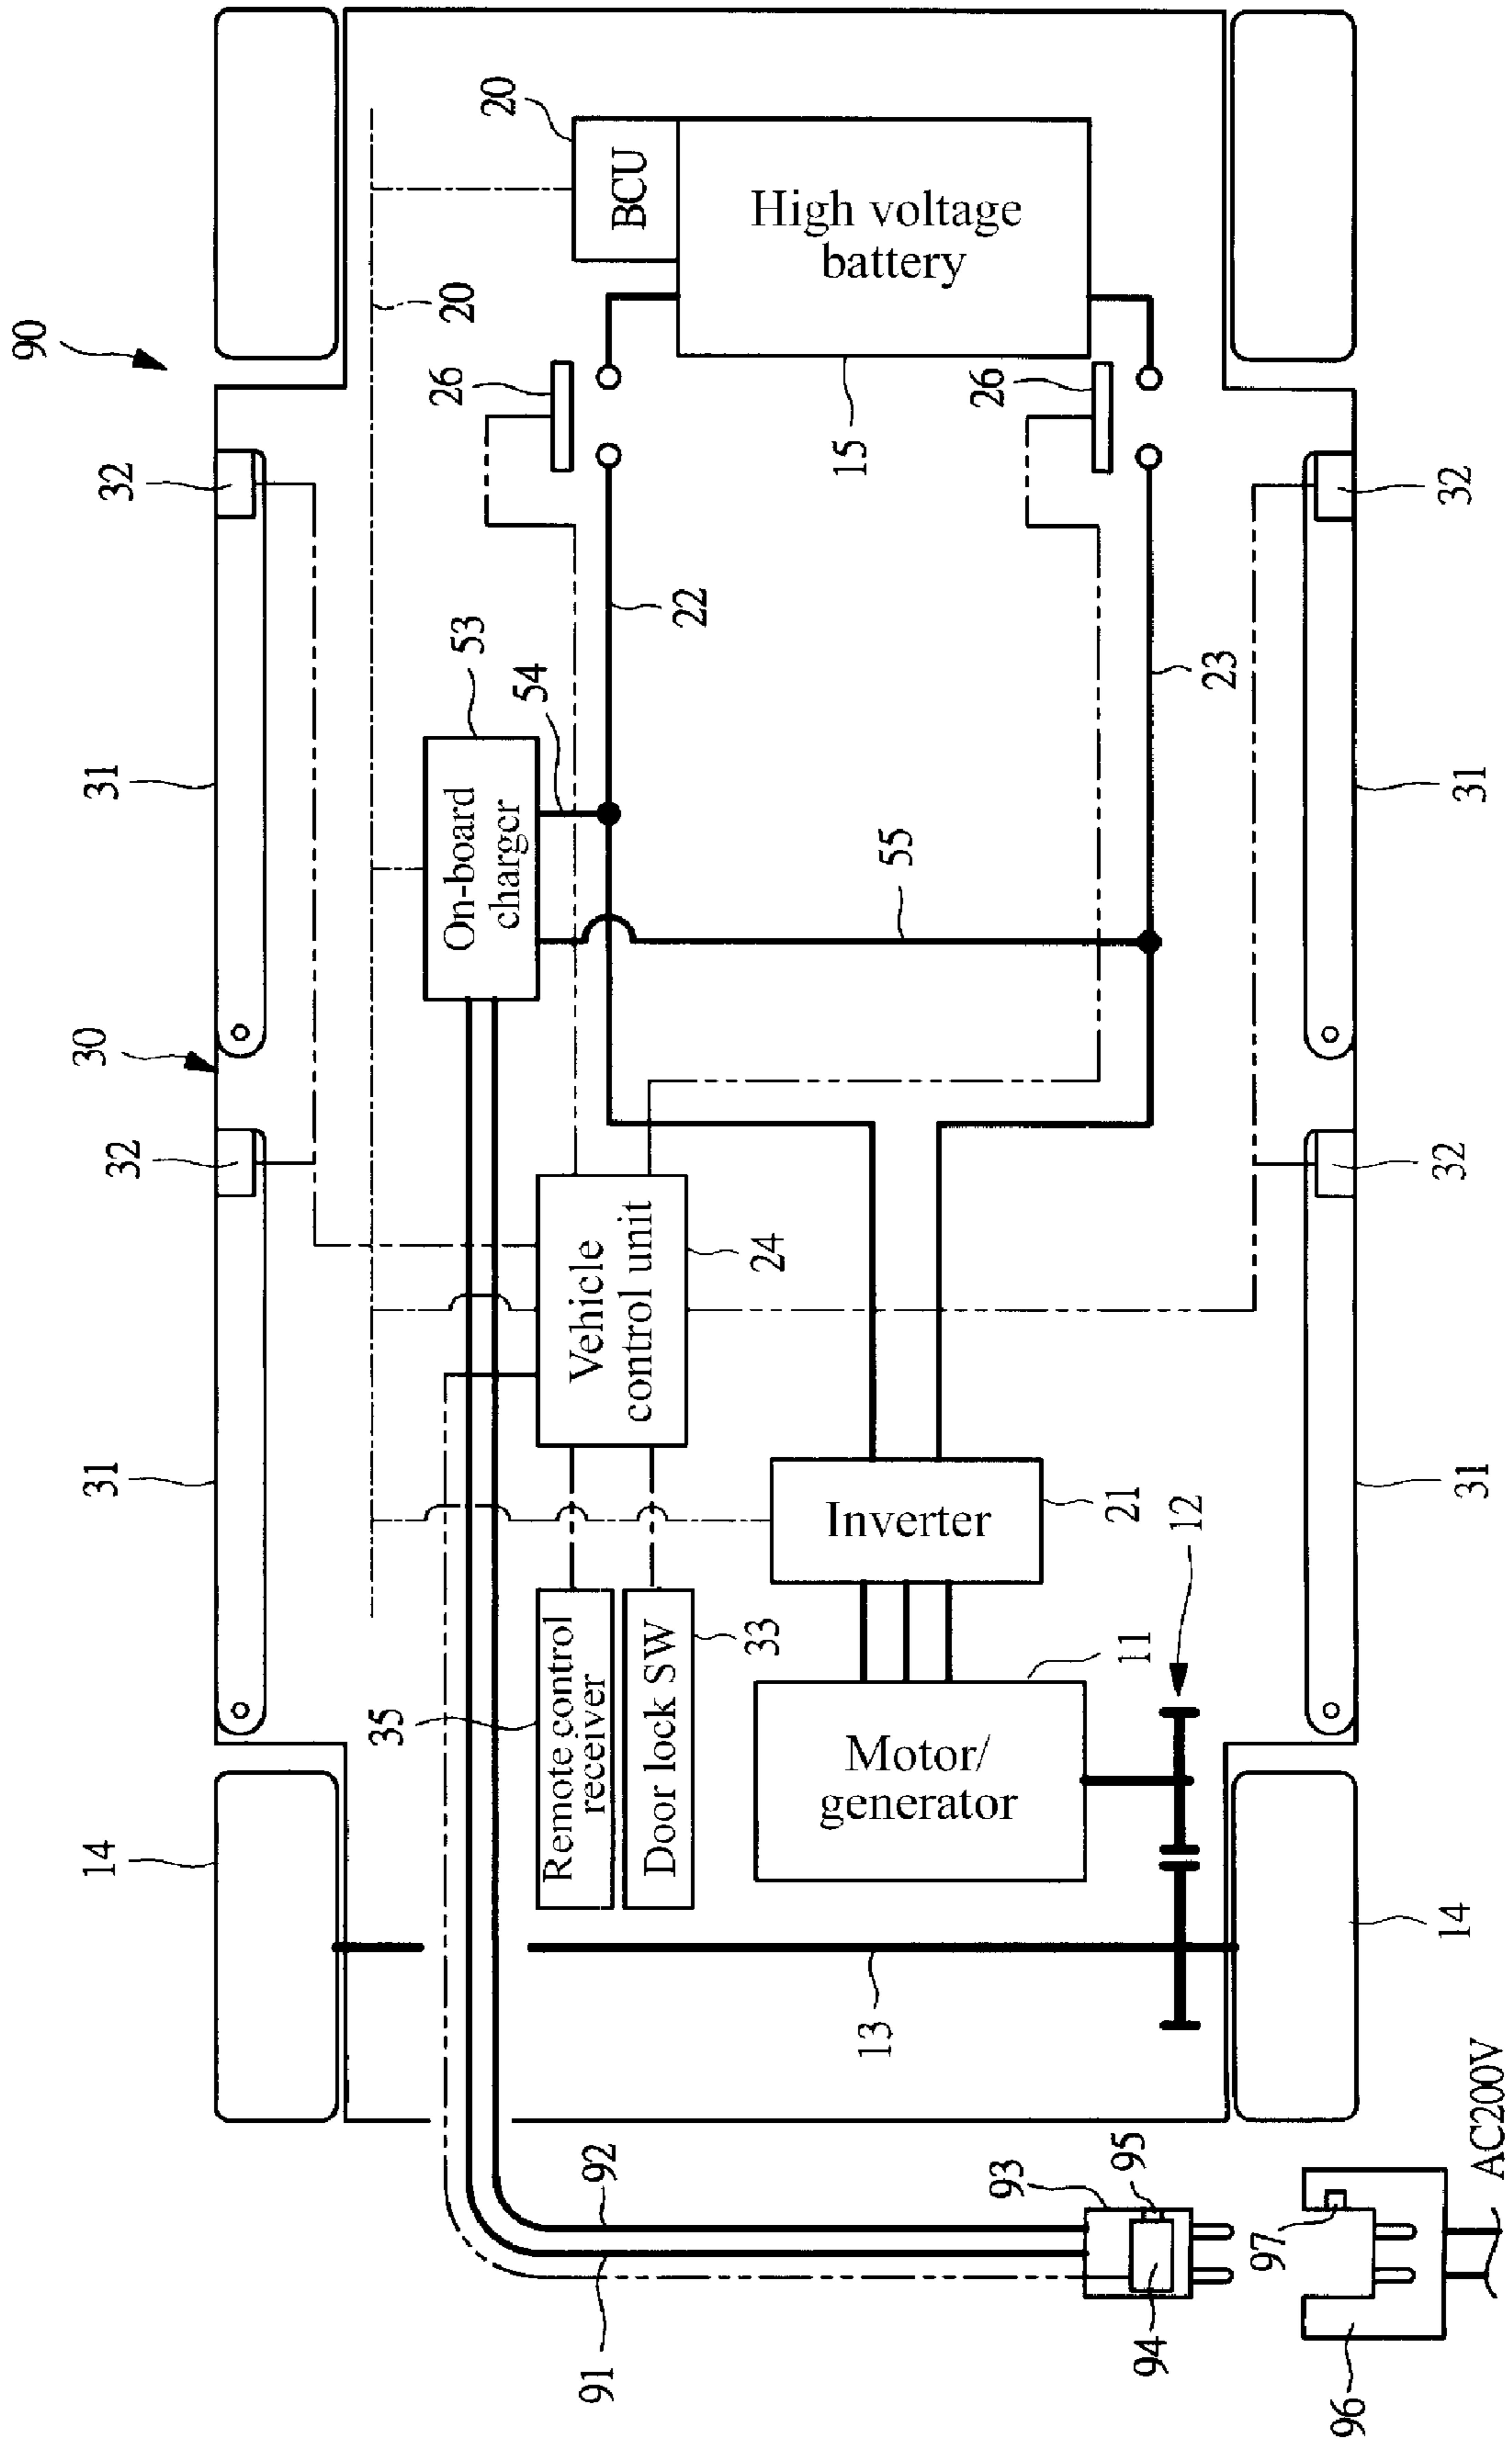 90
20
BCU
High voltage
battery
20
26
26
15
32
32
22
53
54
23
31
On-board
charger
55
31
30
32
32
Vehicle
control unit
24
31
Inverter
21
12
31
35
Remote control
receiver
Door lock SW
33
11
Motor/
generator
14
13
14
92
91
93
95
94
97
96
AC200V